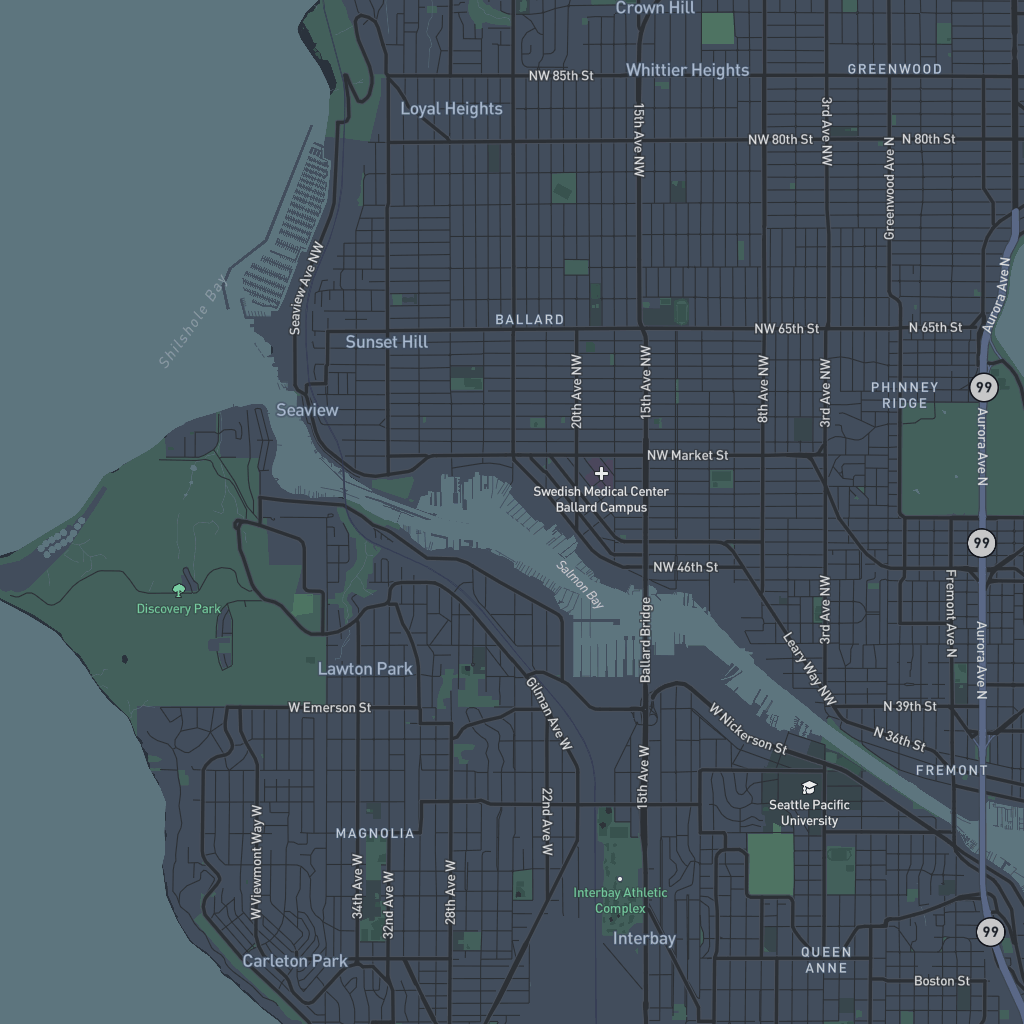 Crown Hill
NW 85th St
Whittier Heights
GREENWOOD
Loyal Heights
15th Ave NW
3rd Ave NW
NW 80th St
N 80th St
Greenwood Ave N
Seaview Ave NW
Shilshole Bay
Aurora Ave N
BALLARD
NW 65th St
N 65th St
Sunset Hill
20th Ave NW
15th Ave NW
8th Ave NW
3rd Ave NW
PHINNEY
RIDGE
99
Seaview
Aurora Ave N
NW Market St
Swedish Medical Center
Ballard Campus
99
Salmon Bay
NW 46th St
Discovery Park
3rd Ave NW
Fremont Ave N
Ballard Bridge
Aurora Ave N
Lawton Park
Leary Way NW
W Emerson St
Gilman Ave W
N 39th St
W Nickerson St
N 36th St
FREMONT
15th Ave W
Seattle Pacific
University
22nd Ave W
MAGNOLIA
W Viewmont Way W
34th Ave W
32nd Ave W
28th Ave W
Interbay Athletic
Complex
99
Interbay
Carleton Park
QUEEN
ANNE
Boston St